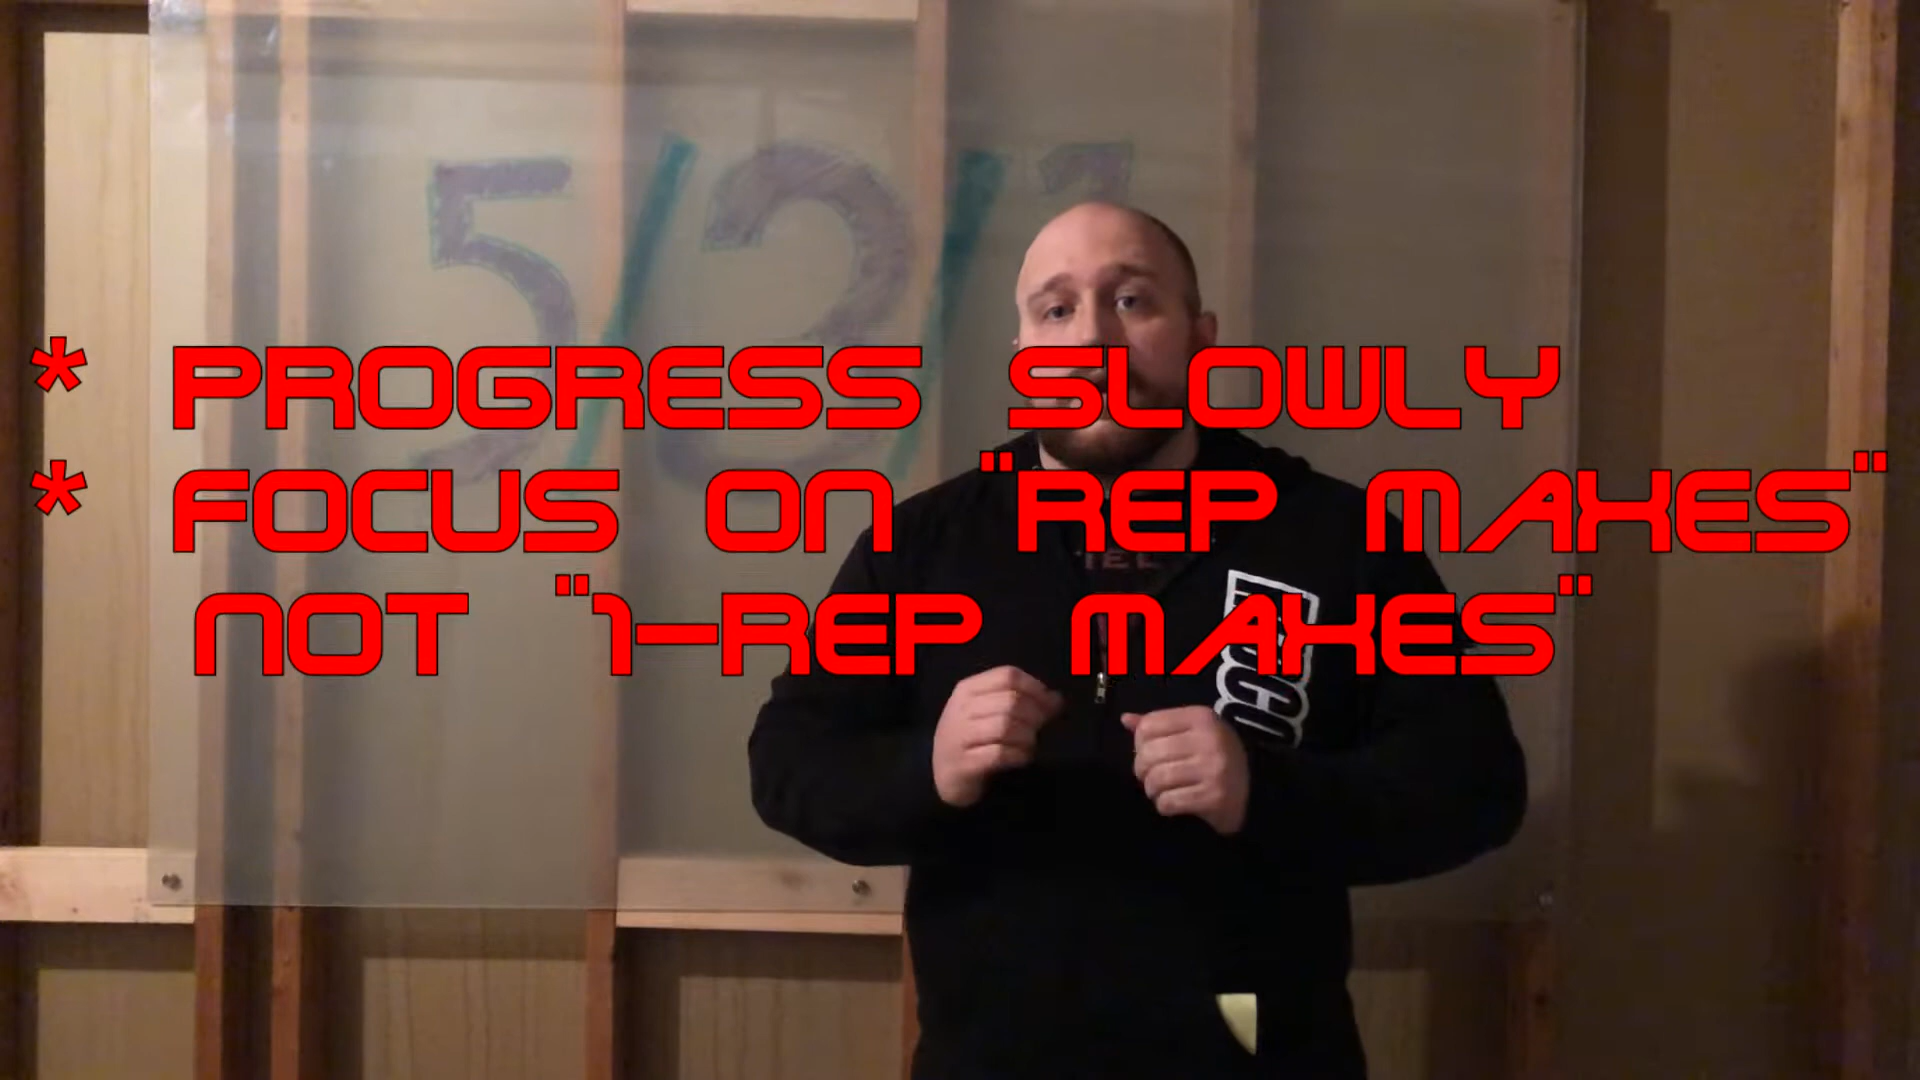 5/3/1
* PROGRESS SLOWLY
* FOCUS ON "REP MAXES"
NOT "1-REP MAXES"